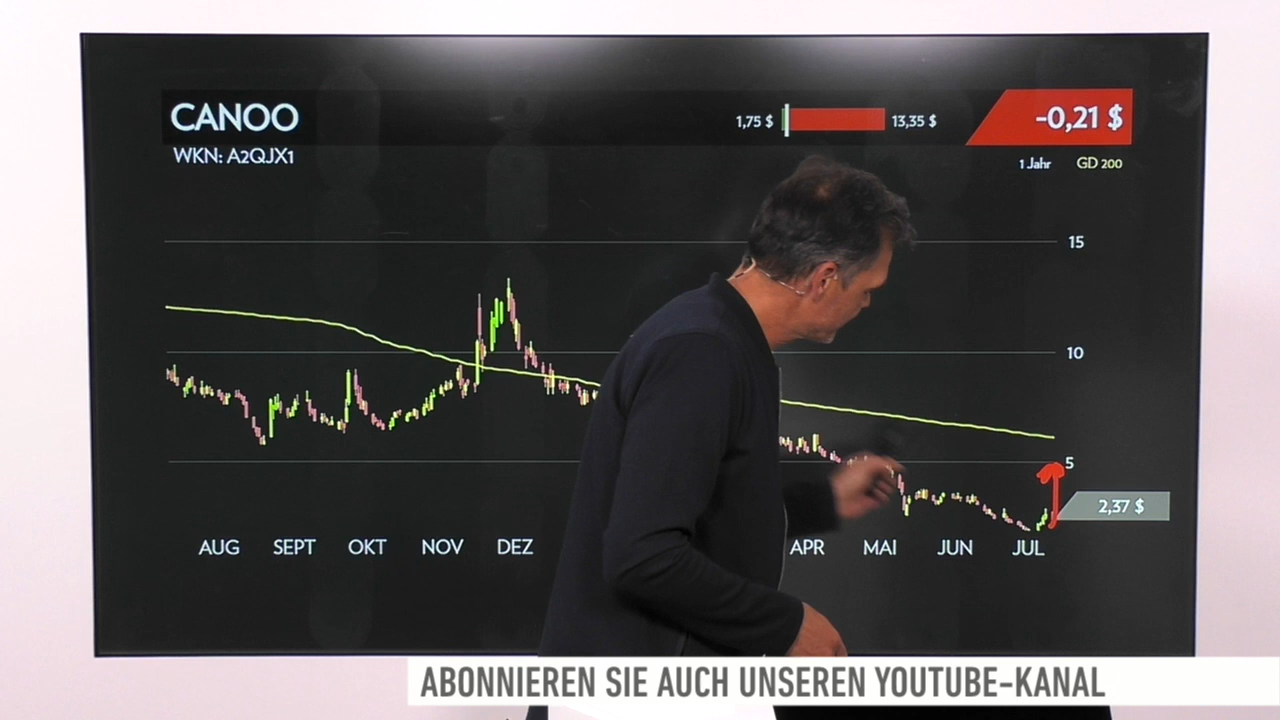 CANOO
WKN: A2QJX1
1,75 $
13,35 $
-0,21 $
1 Jahr
GD 200
15
10
5
2,37 $
AUG SEPT OKT NOV DEZ APR MAI JUN JUL
ABONNIEREN SIE AUCH UNSEREN YOUTUBE-KANAL